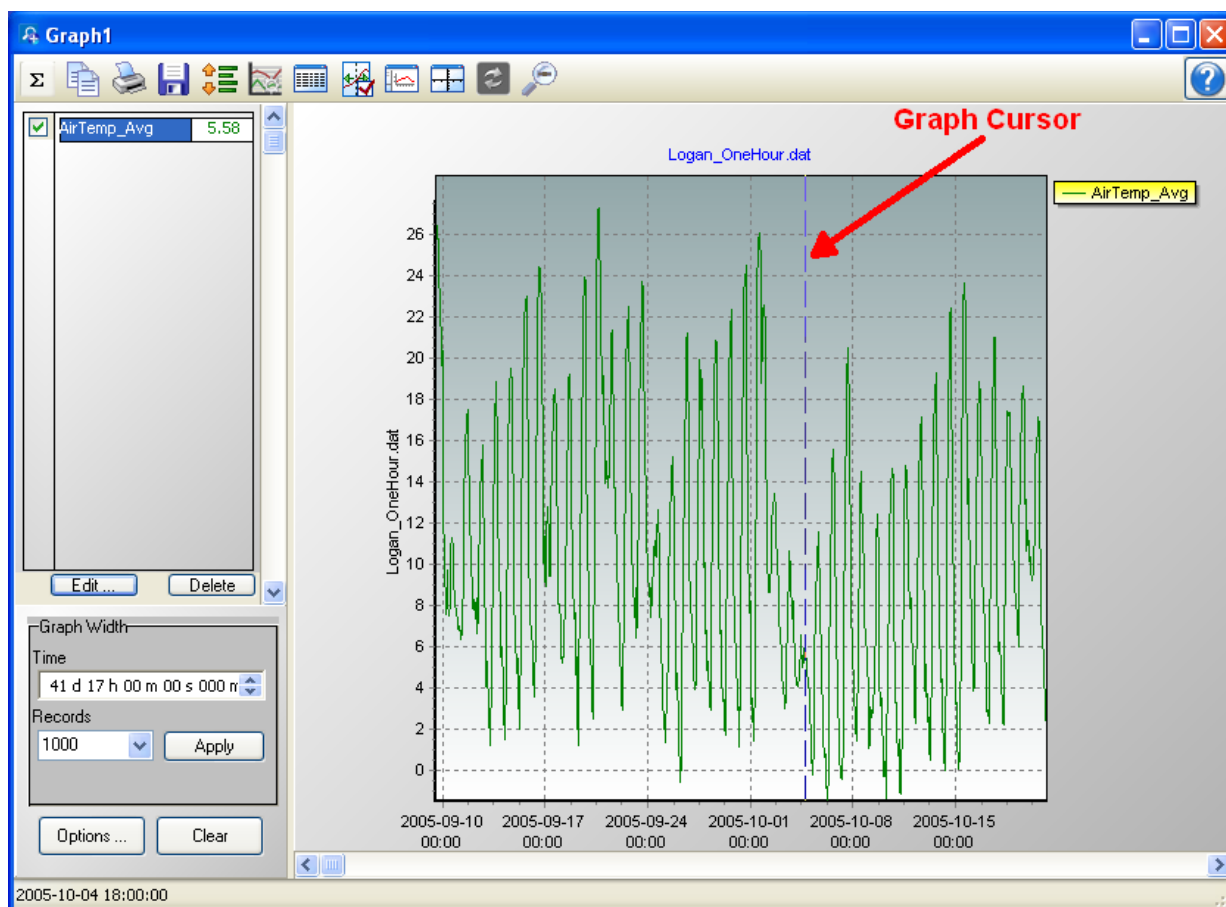 Graph1
Σ
AirTemp_Avg 5.58
Edit ... Delete
Graph Width
Time
41 d 17 h 00 m 00 s 000 m
Records
1000 Apply
Options ... Clear
Graph Cursor
Logan_OneHour.dat
AirTemp_Avg
Logan_OneHour.dat
26
24
22
20
18
16
14
12
10
8
6
4
2
0
2005-09-10 2005-09-17 2005-09-24 2005-10-01 2005-10-08 2005-10-15
00:00 00:00 00:00 00:00 00:00 00:00
2005-10-04 18:00:00